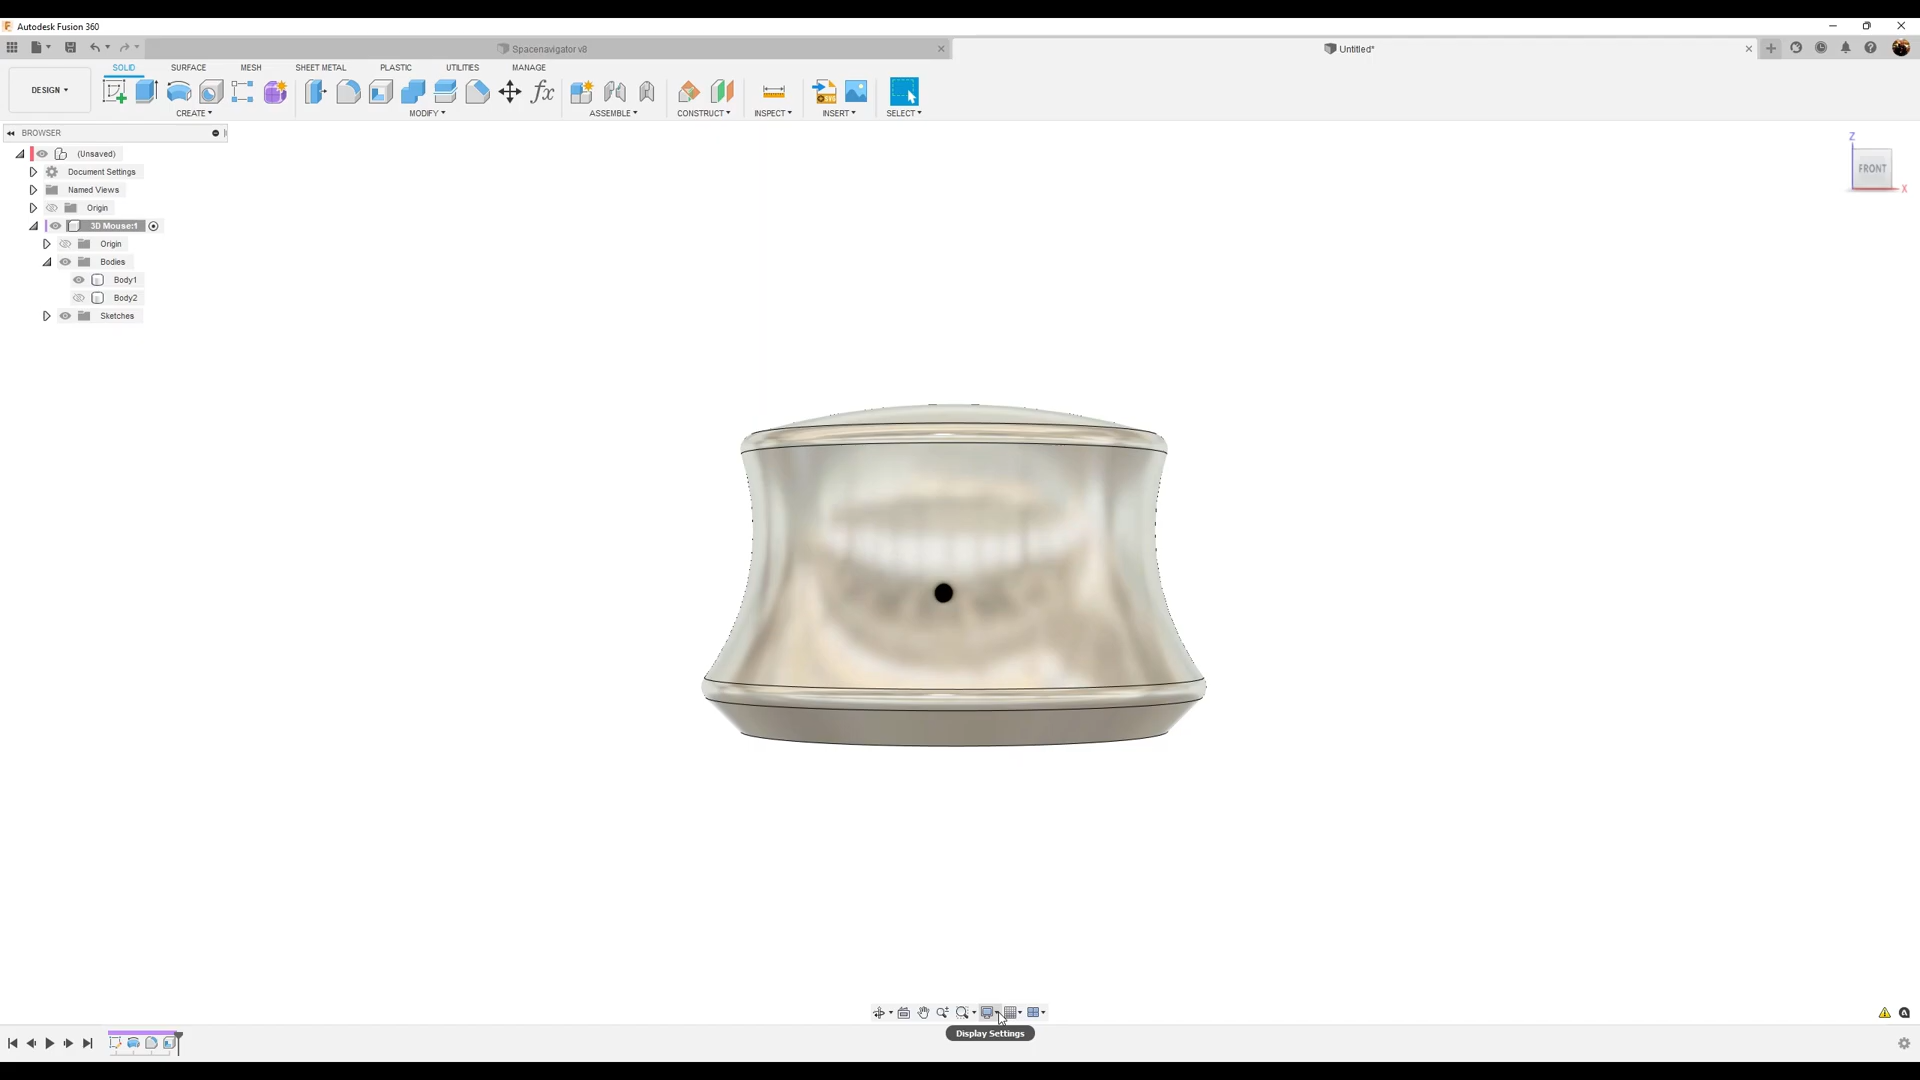 Autodesk Fusion 360
Spacenavigator v8
Untitled*
DESIGN
SOLID
SURFACE
MESH
SHEET METAL
PLASTIC
UTILITIES
MANAGE
CREATE
MODIFY
ASSEMBLE
CONSTRUCT
INSPECT
INSERT
SELECT
BROWSER
(Unsaved)
Document Settings
Named Views
Origin
3D Mouse:1
Origin
Bodies
Body1
Body2
Sketches
Z
FRONT
X
Display Settings